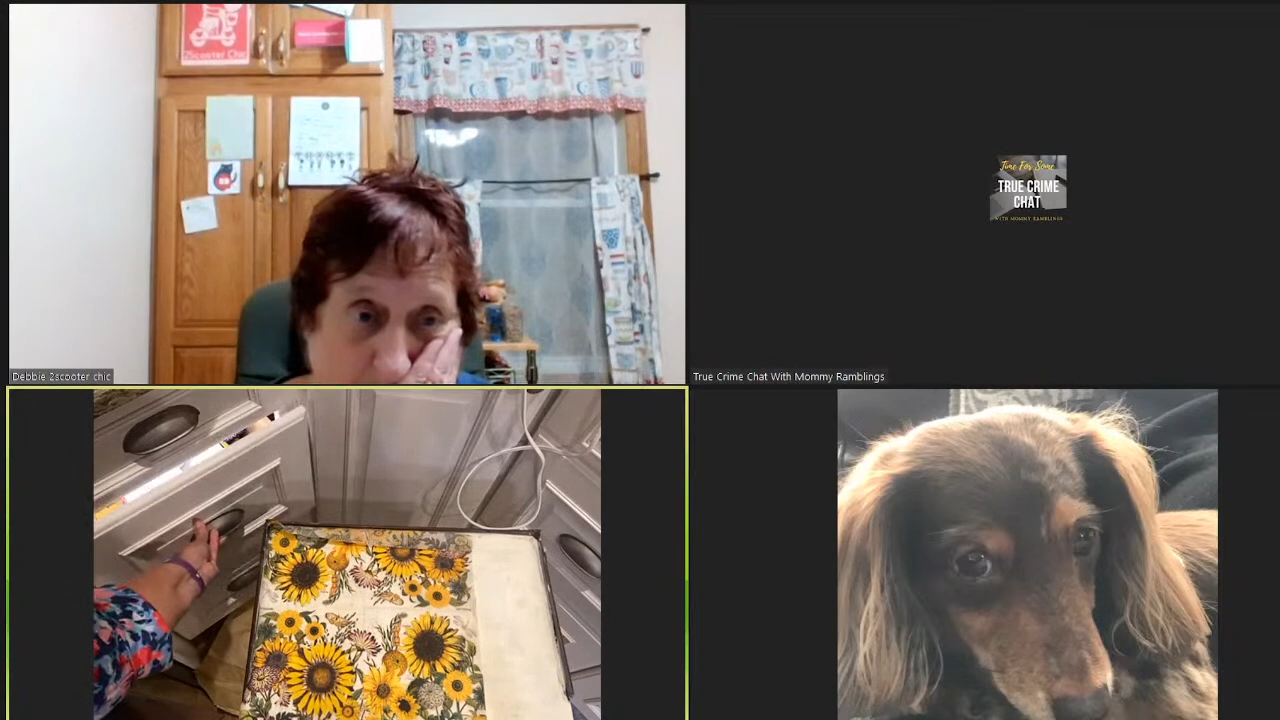 2Scooter Chic
Time For Some
TRUE CRIME
CHAT
WITH MOMMY RAMBLINGS
Debbie 2scooter chic
True Crime Chat With Mommy Ramblings